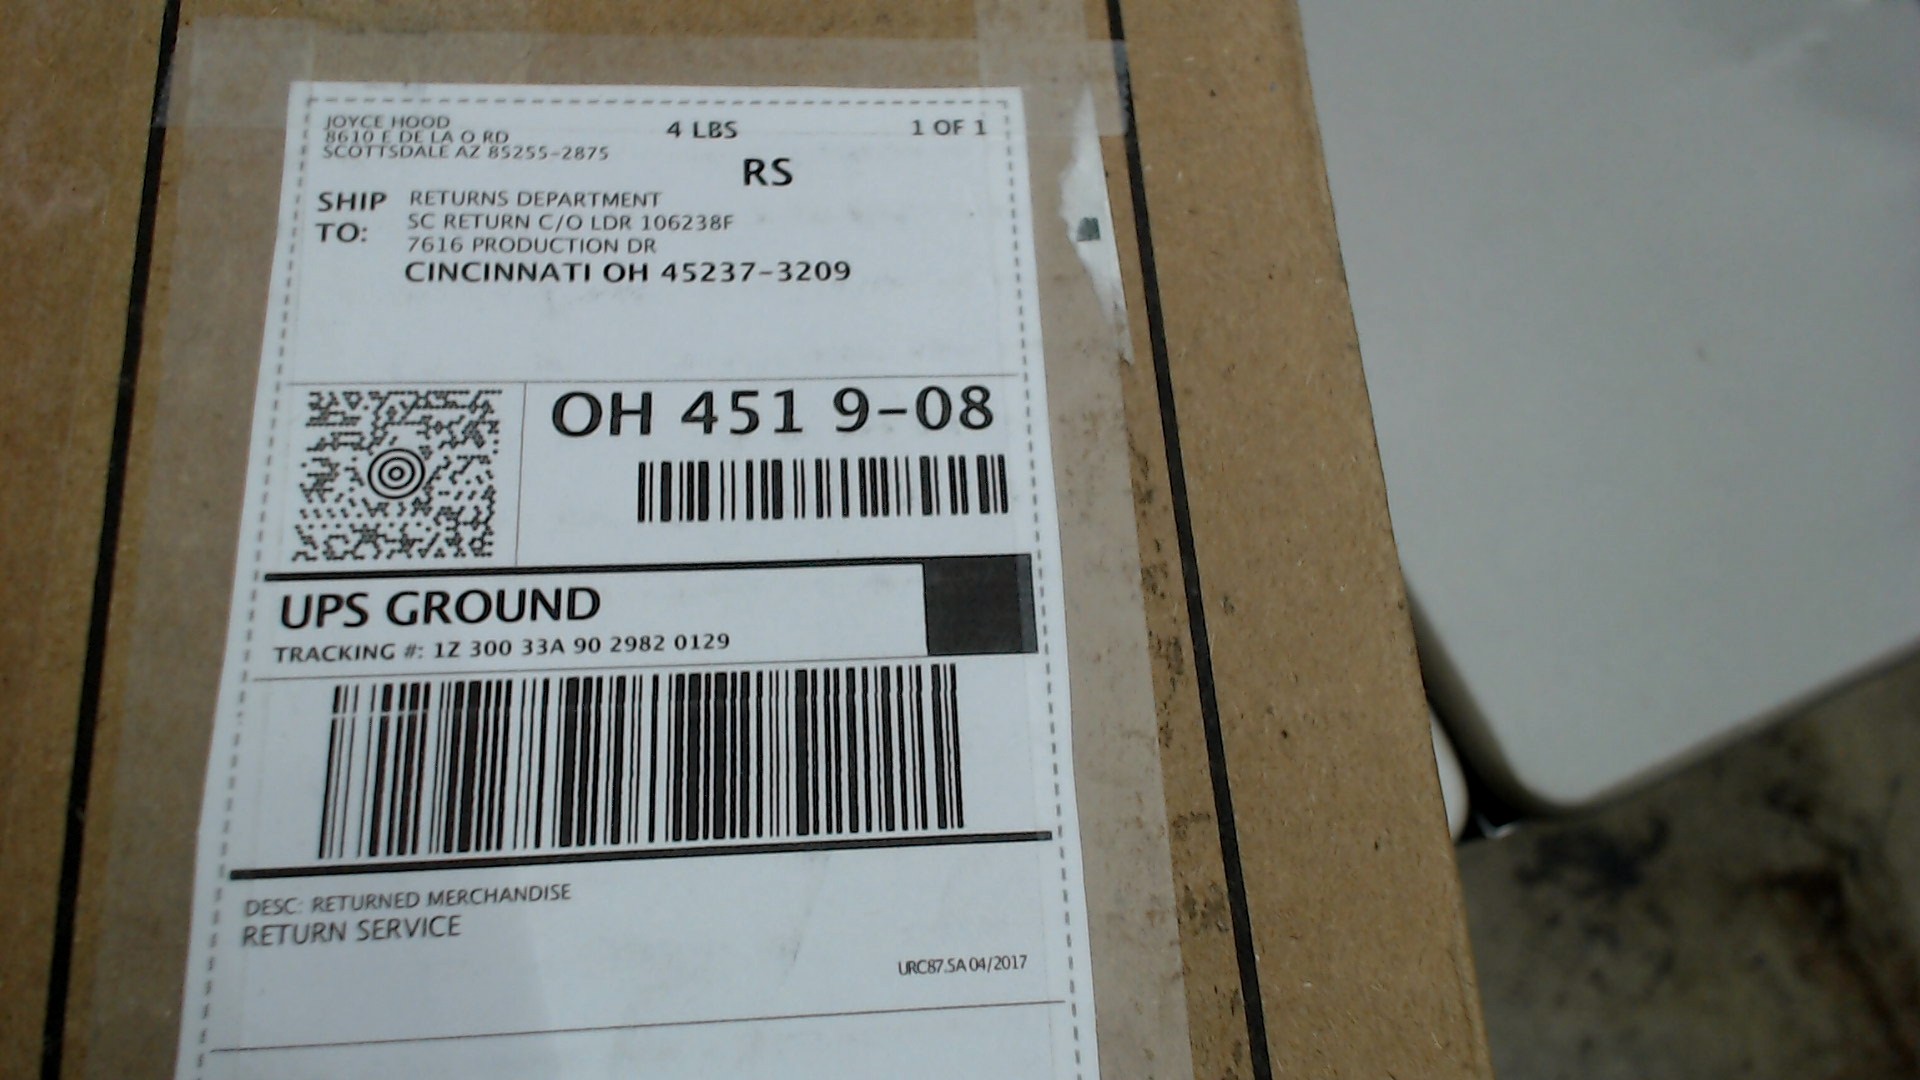 JOYCE HOOD
8610 E DE LA O RD
SCOTTSDALE AZ 85255-2875
4 LBS
1 OF 1
RS
SHIP TO:
RETURNS DEPARTMENT
SC RETURN C/O LDR 106238F
7616 PRODUCTION DR
CINCINNATI OH 45237-3209
OH 451 9-08
UPS GROUND
TRACKING #: 1Z 300 33A 90 2982 0129
DESC: RETURNED MERCHANDISE
RETURN SERVICE
URC87.5A 04/2017